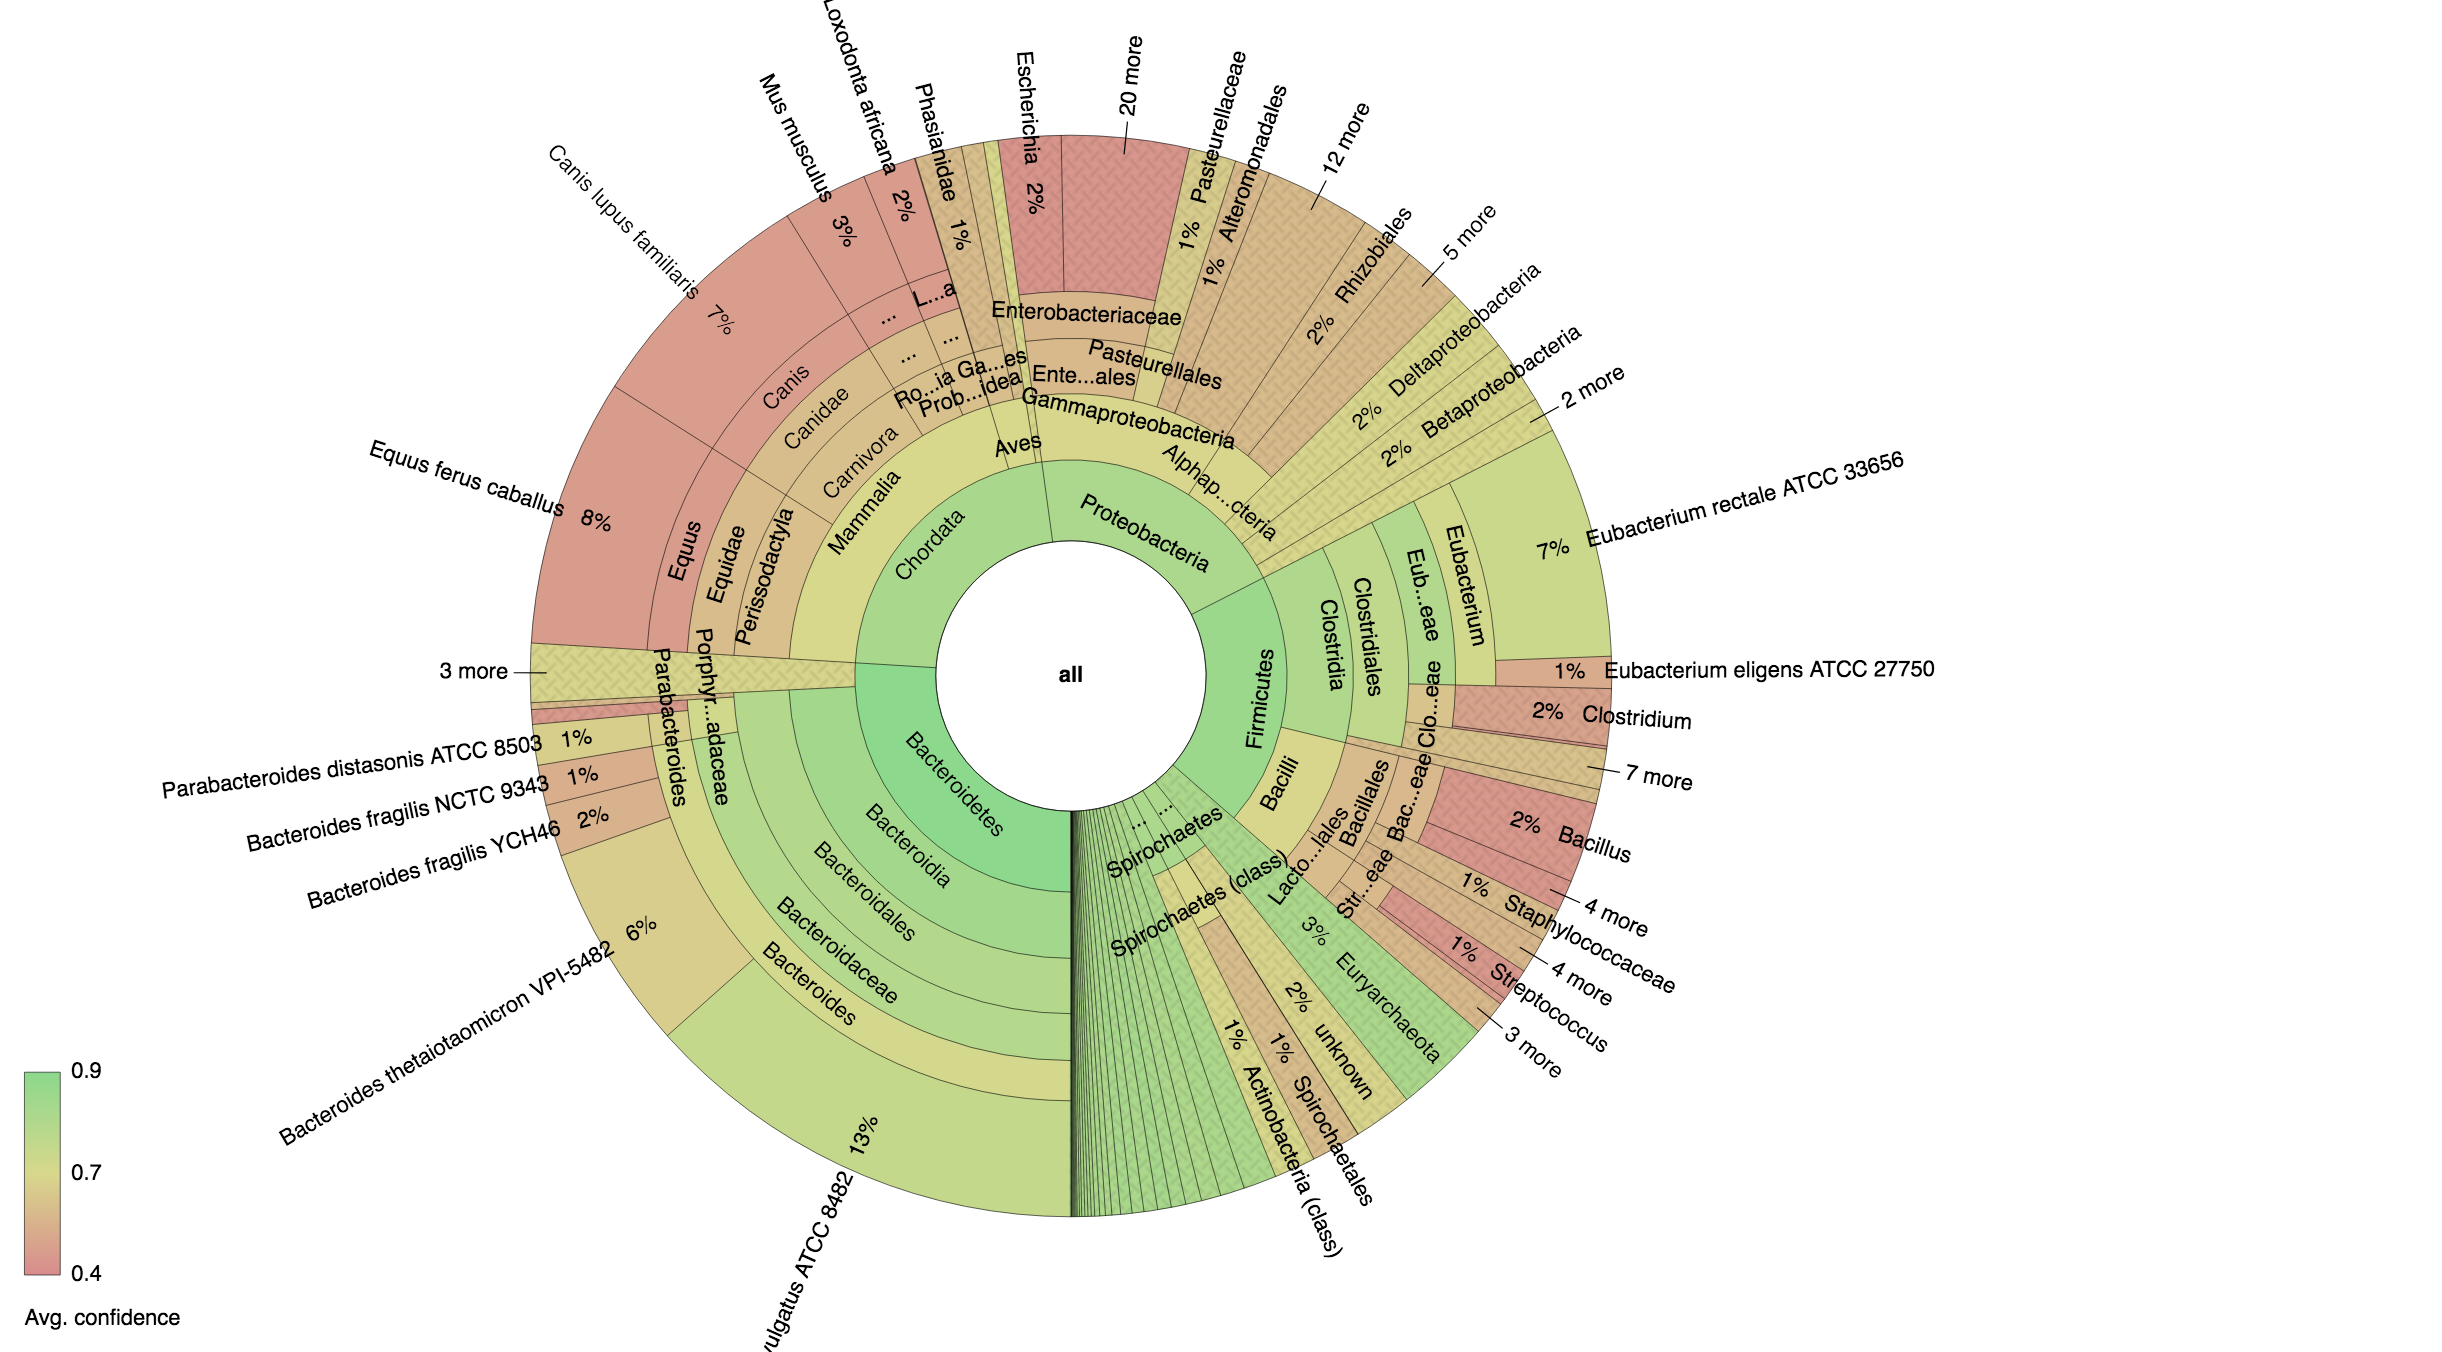 all
Chordata
Proteobacteria
Firmicutes
Bacteroidetes
Mammalia
Aves
Carnivora
Perissodactyla
Canidae
Equidae
Canis
Equus
Equus ferus caballus 8%
Canis lupus familiaris 7%
Mus musculus 3%
Loxodonta africana 2%
L...a
...
...
...
Ro...ia
Prob...idea
Ga...es
Phasianidae 1%
Escherichia 2%
20 more
Enterobacteriaceae
Ente...ales
Pasteurellales
Gammaproteobacteria
1% Pasteurellaceae
1% Alteromonadales
12 more
Alphap...cteria
2% Rhizobiales
5 more
2% Deltaproteobacteria
2% Betaproteobacteria
2 more
Clostridia
Clostridiales
Eub...eae
Eubacterium
7% Eubacterium rectale ATCC 33656
1% Eubacterium eligens ATCC 27750
Clo...eae
2% Clostridium
7 more
Bacilli
Bacillales
Bac...eae
2% Bacillus
4 more
1% Staphylococcaceae
4 more
Lacto...lales
Str...eae
1% Streptococcus
3 more
3% Euryarchaeota
2% unknown
...
...
Spirochaetes
Spirochaetes (class)
1% Spirochaetales
1% Actinobacteria (class)
Bacteroidia
Bacteroidales
Bacteroidaceae
Bacteroides
13%
vulgatus ATCC 8482
Bacteroides thetaiotaomicron VPI-5482 6%
Bacteroides fragilis YCH46 2%
Bacteroides fragilis NCTC 9343 1%
Parabacteroides distasonis ATCC 8503 1%
Parabacteroides
Porphyr...adaceae
3 more
0.9
0.7
0.4
Avg. confidence